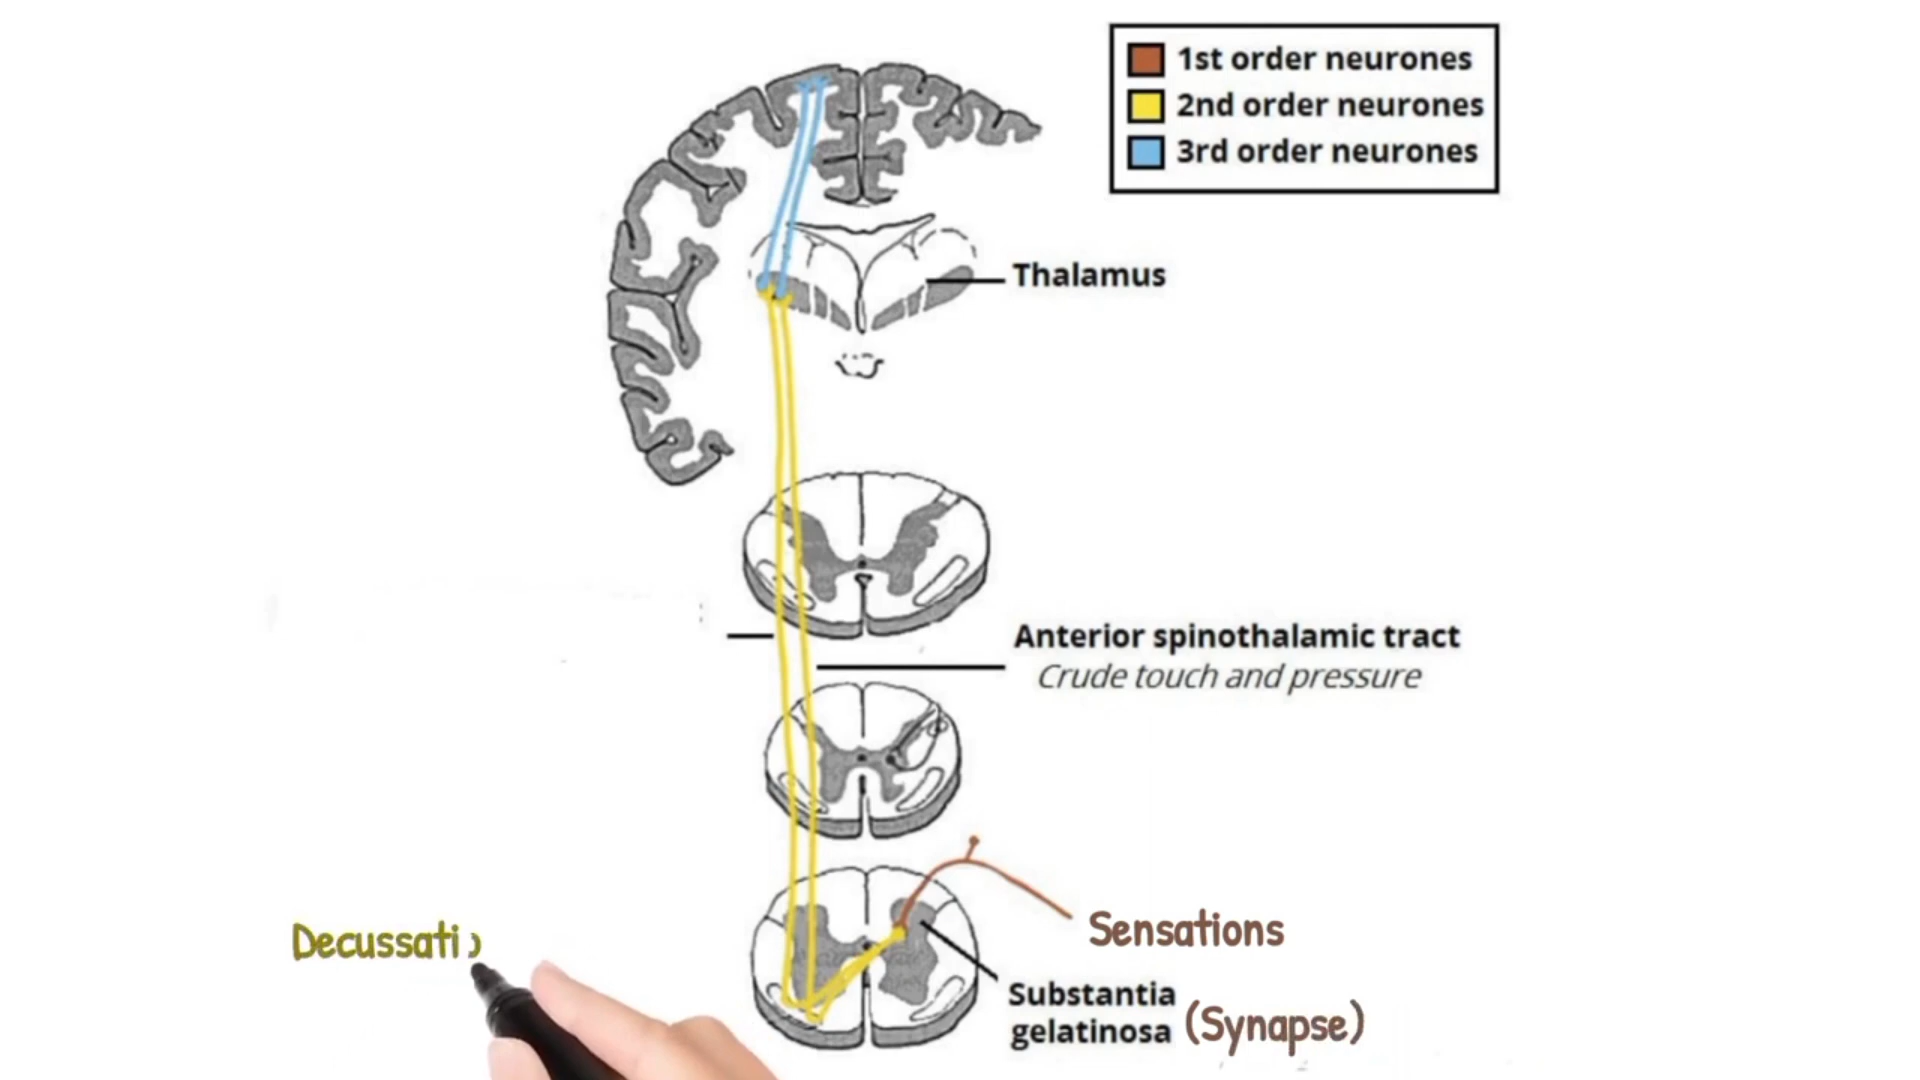 1st order neurones
2nd order neurones
3rd order neurones
Thalamus
Anterior spinothalamic tract
Crude touch and pressure
Sensations
Decussatio
Substantia
gelatinosa (Synapse)